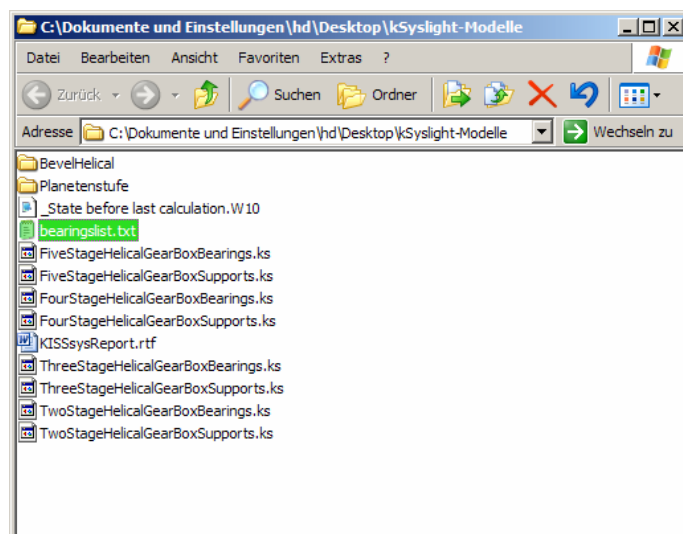 C:\Dokumente und Einstellungen\hd\Desktop\kSyslight-Modelle
Datei Bearbeiten Ansicht Favoriten Extras ?
Zurück Suchen Ordner
Adresse C:\Dokumente und Einstellungen\hd\Desktop\kSyslight-Modelle Wechseln zu
BevelHelical
Planetenstufe
_State before last calculation.W10
bearingslist.txt
FiveStageHelicalGearBoxBearings.ks
FiveStageHelicalGearBoxSupports.ks
FourStageHelicalGearBoxBearings.ks
FourStageHelicalGearBoxSupports.ks
KISSsysReport.rtf
ThreeStageHelicalGearBoxBearings.ks
ThreeStageHelicalGearBoxSupports.ks
TwoStageHelicalGearBoxBearings.ks
TwoStageHelicalGearBoxSupports.ks